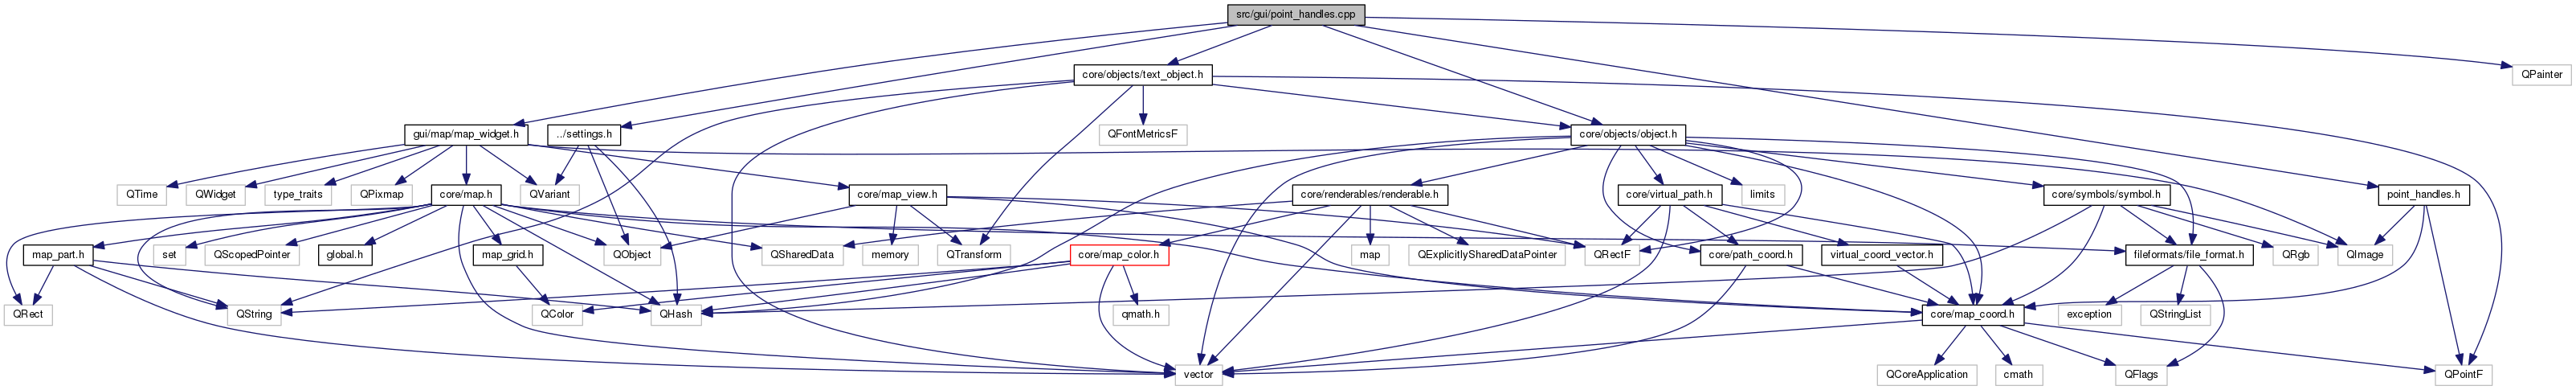 src/gui/point_handles.cpp
core/objects/text_object.h
QPainter
gui/map/map_widget.h
../settings.h
QFontMetricsF
core/objects/object.h
QTime
QWidget
type_traits
QPixmap
core/map.h
QVariant
core/map_view.h
core/renderables/renderable.h
core/virtual_path.h
limits
core/symbols/symbol.h
point_handles.h
map_part.h
set
QScopedPointer
global.h
map_grid.h
QObject
QSharedData
memory
QTransform
core/map_color.h
map
QExplicitlySharedDataPointer
QRectF
core/path_coord.h
virtual_coord_vector.h
fileformats/file_format.h
QRgb
QImage
QRect
QString
QColor
QHash
qmath.h
core/map_coord.h
exception
QStringList
vector
QCoreApplication
cmath
QFlags
QPointF